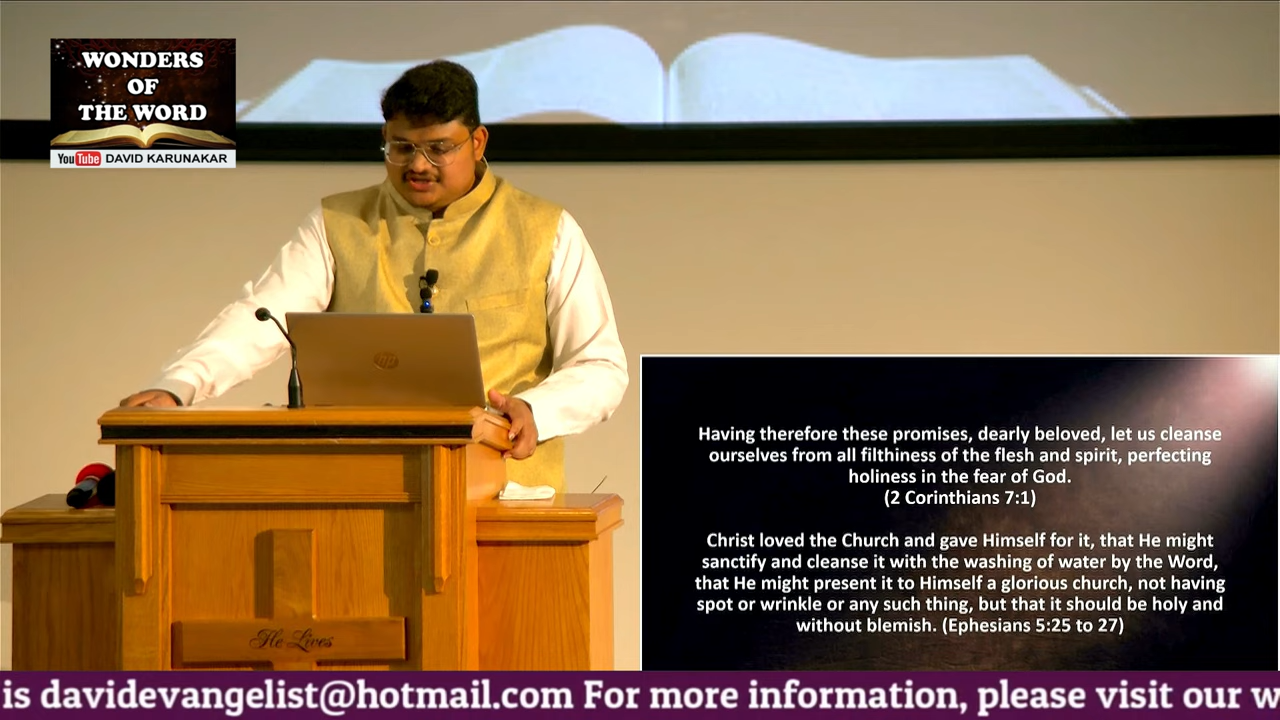 WONDERS
OF
THE WORD
YouTube DAVID KARUNAKAR
hp
Having therefore these promises, dearly beloved, let us cleanse
ourselves from all filthiness of the flesh and spirit, perfecting
holiness in the fear of God.
(2 Corinthians 7:1)
Christ loved the Church and gave Himself for it, that He might
sanctify and cleanse it with the washing of water by the Word,
that He might present it to Himself a glorious church, not having
spot or wrinkle or any such thing, but that it should be holy and
without blemish. (Ephesians 5:25 to 27)
He Lives
is davidevangelist@hotmail.com For more information, please visit our w